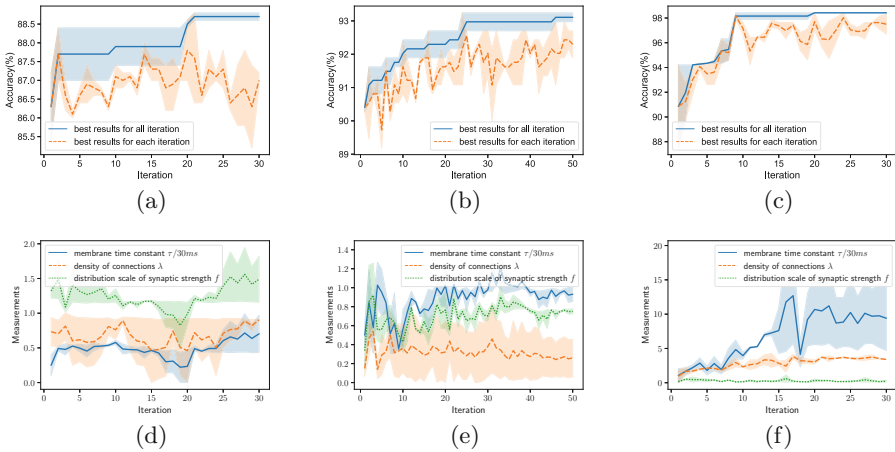 88.5
88.0
87.5
87.0
86.5
86.0
85.5
Accuracy(%)
best results for all iteration
best results for each iteration
0 5 10 15 20 25 30
Iteration
(a)
93
92
91
90
89
Accuracy(%)
best results for all iteration
best results for each iteration
0 10 20 30 40 50
Iteration
(b)
98
96
94
92
90
88
Accuracy(%)
best results for all iteration
best results for each iteration
0 5 10 15 20 25 30
Iteration
(c)
2.0
1.5
1.0
0.5
0.0
Measurements
membrane time constant τ/30ms
density of connections λ
distribution scale of synaptic strength f
0 5 10 15 20 25 30
Iteration
(d)
1.4
1.2
1.0
0.8
0.6
0.4
0.2
0.0
Measurements
membrane time constant τ/30ms
density of connections λ
distribution scale of synaptic strength f
0 10 20 30 40 50
Iteration
(e)
20
15
10
5
0
Measurements
membrane time constant τ/30ms
density of connections λ
distribution scale of synaptic strength f
0 5 10 15 20 25 30
Iteration
(f)